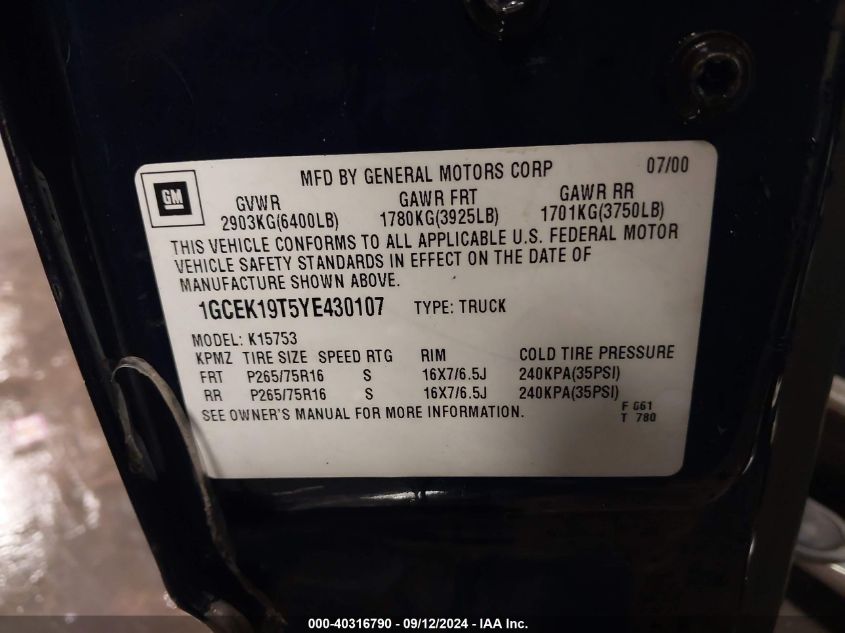 MFD BY GENERAL MOTORS CORP 07/00
GM
GVWR GAWR FRT GAWR RR
2903KG(6400LB) 1780KG(3925LB) 1701KG(3750LB)
THIS VEHICLE CONFORMS TO ALL APPLICABLE U.S. FEDERAL MOTOR
VEHICLE SAFETY STANDARDS IN EFFECT ON THE DATE OF
MANUFACTURE SHOWN ABOVE.
1GCEK19T5YE430107 TYPE: TRUCK
MODEL: K15753
KPMZ TIRE SIZE SPEED RTG RIM COLD TIRE PRESSURE
FRT P265/75R16 S 16X7/6.5J 240KPA(35PSI)
RR P265/75R16 S 16X7/6.5J 240KPA(35PSI)
SEE OWNER'S MANUAL FOR MORE INFORMATION.
F 661
T 780
000-40316790 - 09/12/2024 - IAA Inc.